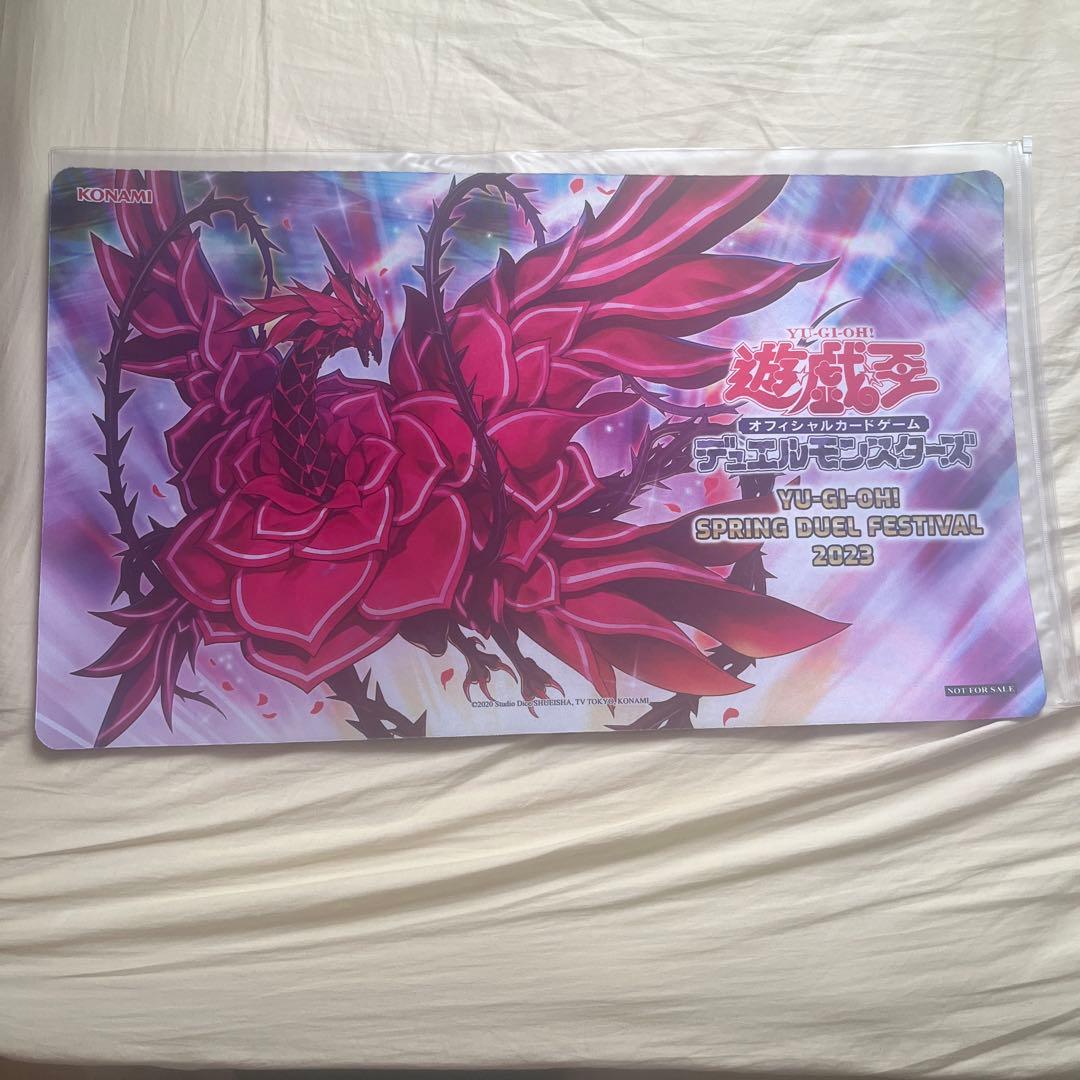 KONAMI
YU-GI-OH!
遊☆戯☆王
オフィシャルカードゲーム
デュエルモンスターズ
YU-GI-OH!
SPRING DUEL FESTIVAL
2023
NOT FOR SALE
©2020 Studio Dice/SHUEISHA, TV TOKYO, KONAMI